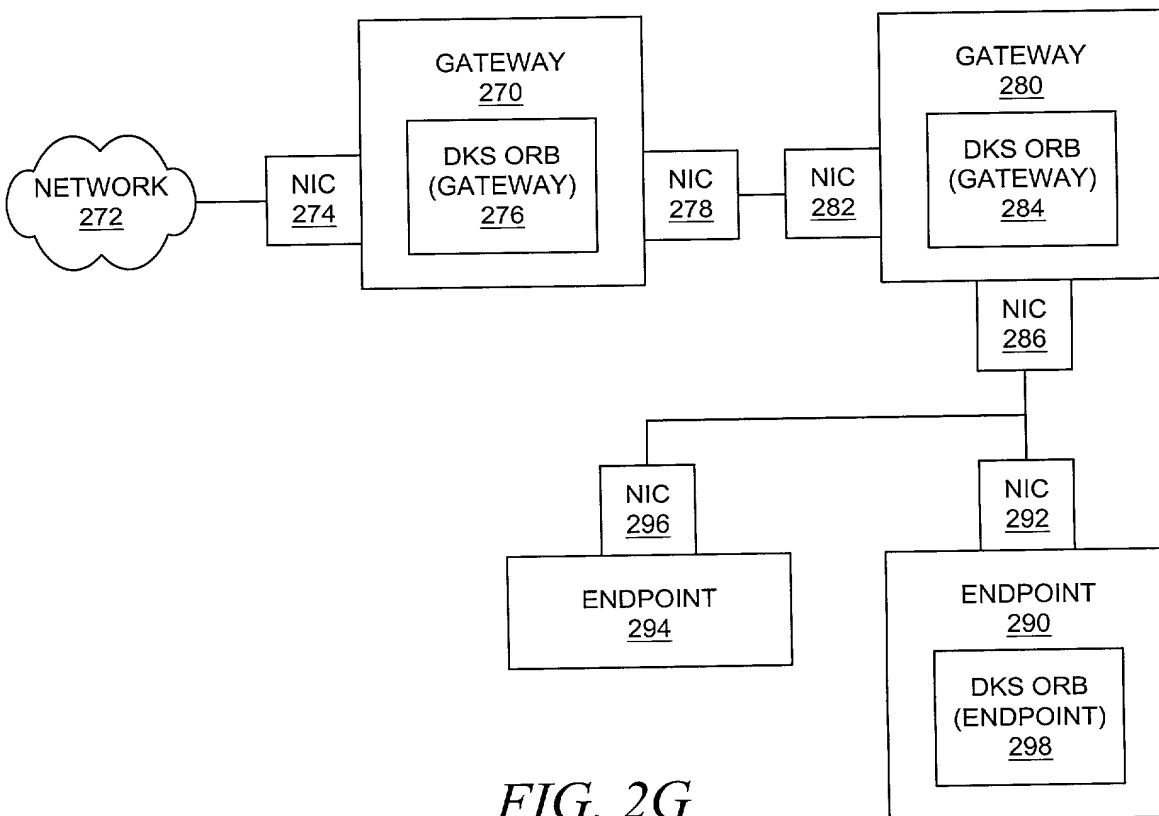 GATEWAY
270
DKS ORB
(GATEWAY)
276
NETWORK
272
NIC
274
NIC
278
NIC
282
GATEWAY
280
DKS ORB
(GATEWAY)
284
NIC
286
NIC
296
ENDPOINT
294
NIC
292
ENDPOINT
290
DKS ORB
(ENDPOINT)
298
FIG. 2G